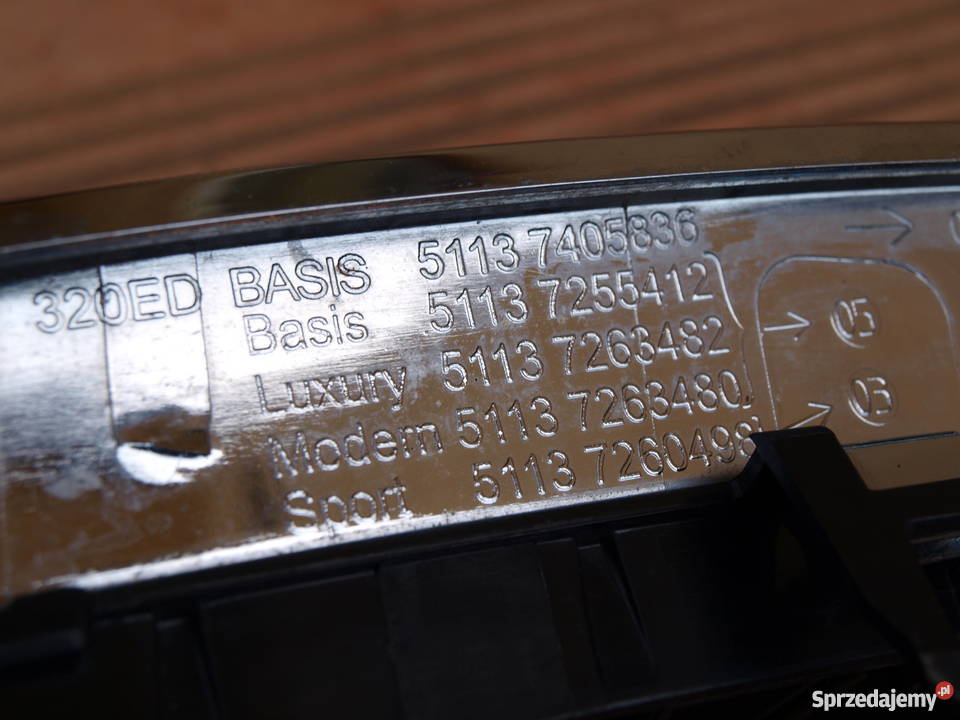 320ED BASIS 5113 7405836
Basis 5113 7255412
Luxury 5113 7263482
Modern 5113 7263480
Sport 5113 7260498
05
Sprzedajemy.pl